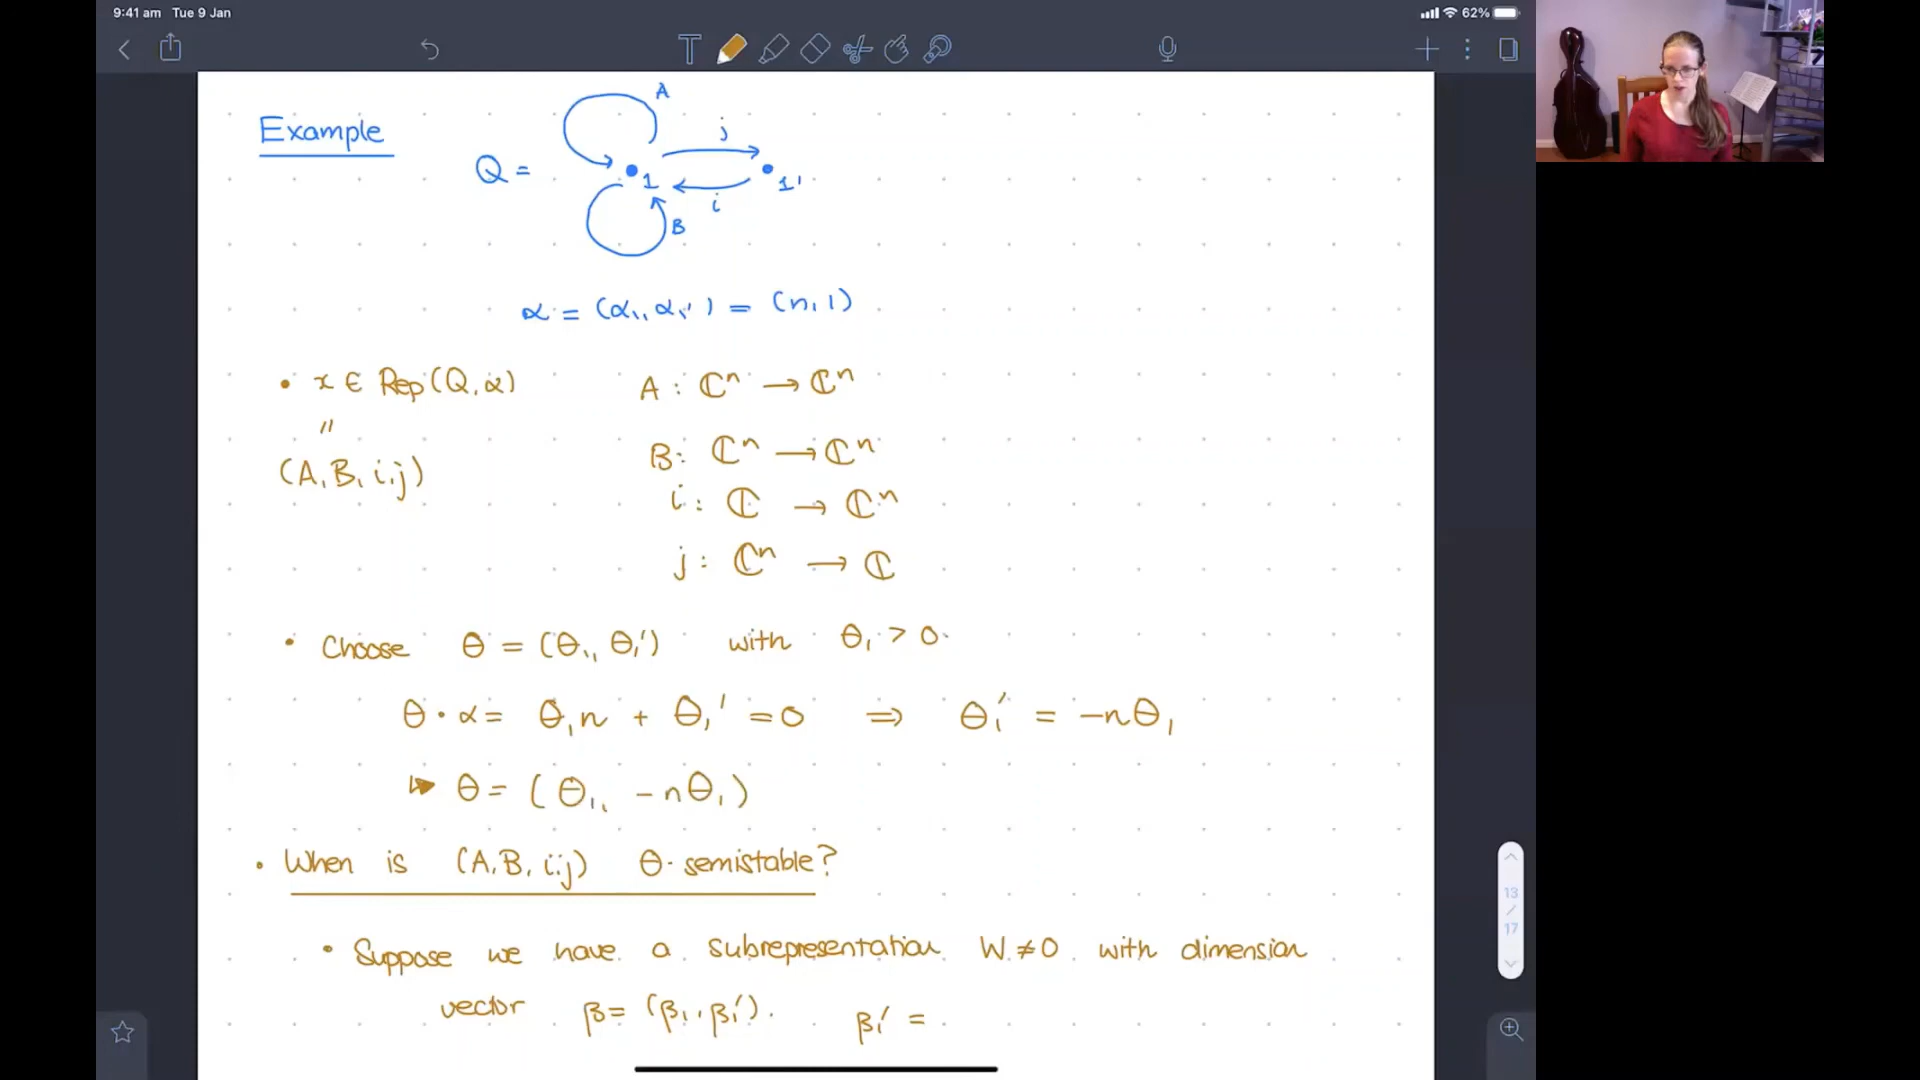 9:41 am Tue 9 Jan
62%
Example
Q =
A
j
1
1'
i
B
α = (α₁, α₁') = (n, 1)
• x ∈ Rep(Q, α)
A : ℂⁿ → ℂⁿ
"
B : ℂⁿ → ℂⁿ
(A, B, i, j)
i : ℂ → ℂⁿ
j : ℂⁿ → ℂ
• Choose θ = (θ₁, θ₁') with θ₁ > 0.
θ · α = θ₁n + θ₁' = 0 ⇒ θ₁' = -nθ₁
θ = (θ₁, -nθ₁)
• When is (A, B, i, j) θ-semistable?
• Suppose we have a subrepresentation W ≠ 0 with dimension
vector β = (β₁, β₁'). β₁' =
13
/
17